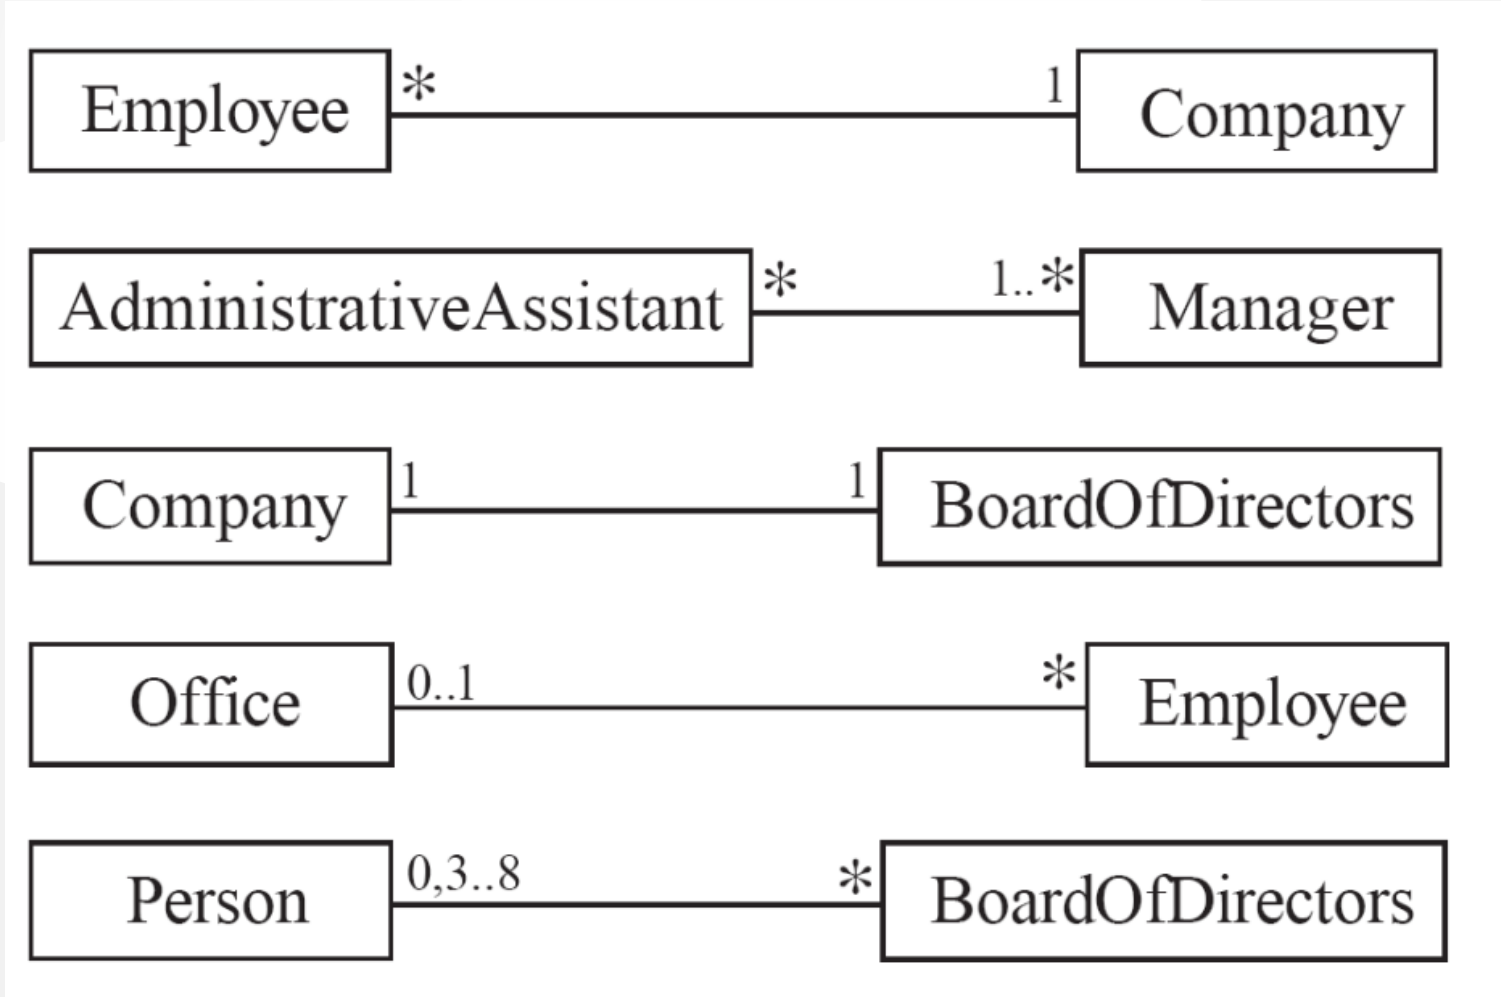 Employee * 1 Company
AdministrativeAssistant * 1..* Manager
Company 1 1 BoardOfDirectors
Office 0..1 * Employee
Person 0,3..8 * BoardOfDirectors